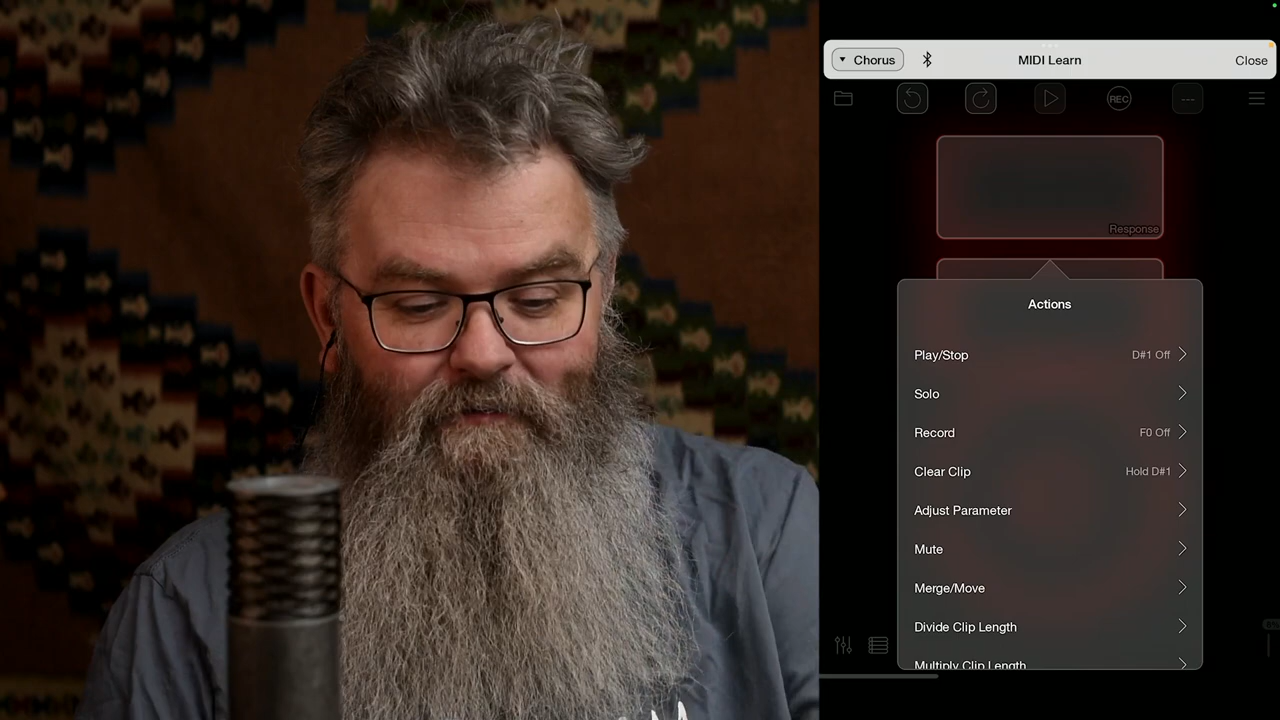 Chorus
MIDI Learn
Close
REC
---
Response
Actions
Play/Stop D#1 Off
Solo
Record F0 Off
Clear Clip Hold D#1
Adjust Parameter
Mute
Merge/Move
Divide Clip Length
Multiply Clip Length